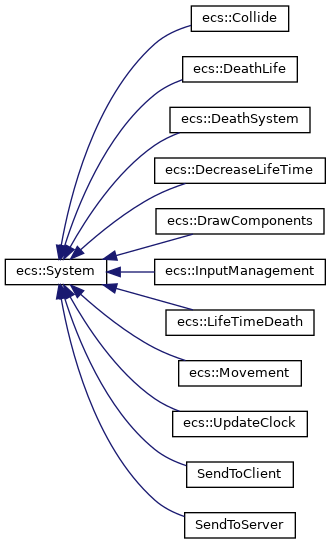 ecs::Collide
ecs::DeathLife
ecs::DeathSystem
ecs::DecreaseLifeTime
ecs::DrawComponents
ecs::System
ecs::InputManagement
ecs::LifeTimeDeath
ecs::Movement
ecs::UpdateClock
SendToClient
SendToServer